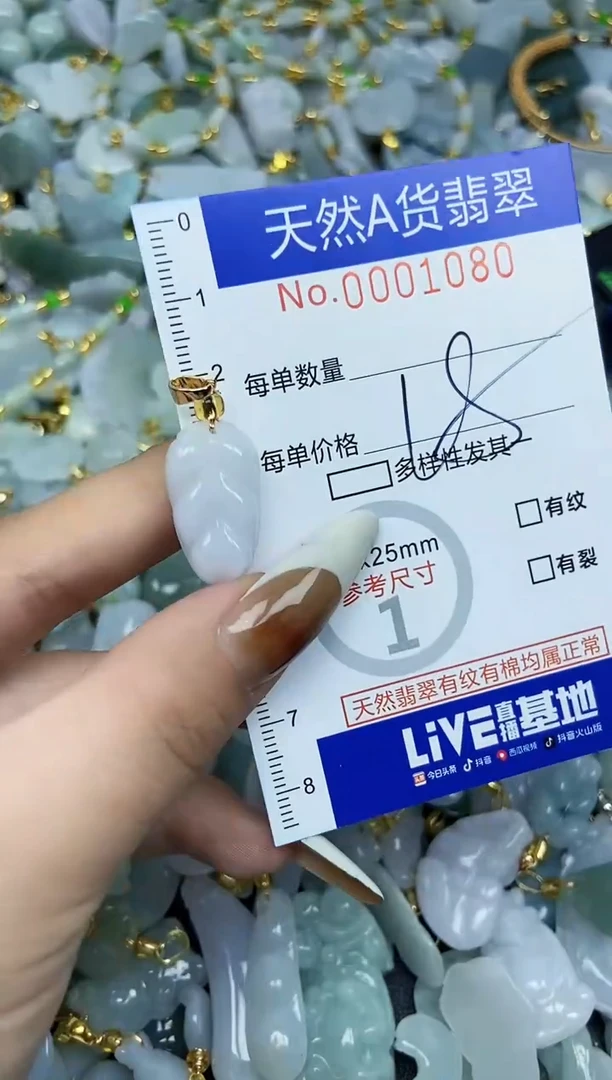 天然A货翡翠
No.0001080
0
1
2
每单数量
18
每单价格
多样性发其一
有纹
x25mm
有裂
参考尺寸
1
天然翡翠有纹有棉均属正常
7
LiVE直播基地
8
今日头条 抖音 西瓜视频 抖音火山版